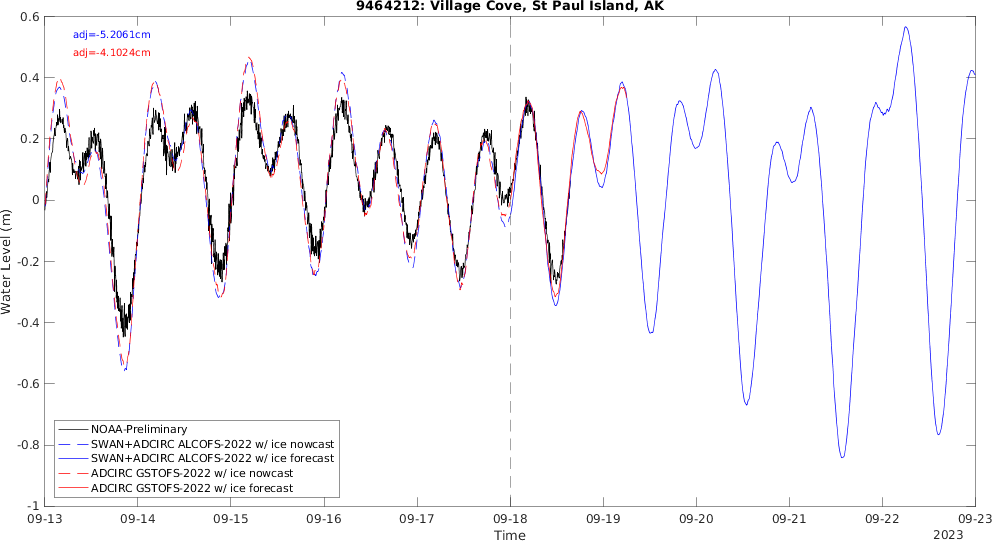 9464212: Village Cove, St Paul Island, AK
adj=-5.2061cm
adj=-4.1024cm
0.6
0.4
0.2
0
-0.2
-0.4
-0.6
-0.8
-1
Water Level (m)
NOAA-Preliminary
SWAN+ADCIRC ALCOFS-2022 w/ ice nowcast
SWAN+ADCIRC ALCOFS-2022 w/ ice forecast
ADCIRC GSTOFS-2022 w/ ice nowcast
ADCIRC GSTOFS-2022 w/ ice forecast
09-13 09-14 09-15 09-16 09-17 09-18 09-19 09-20 09-21 09-22 09-23
Time
2023